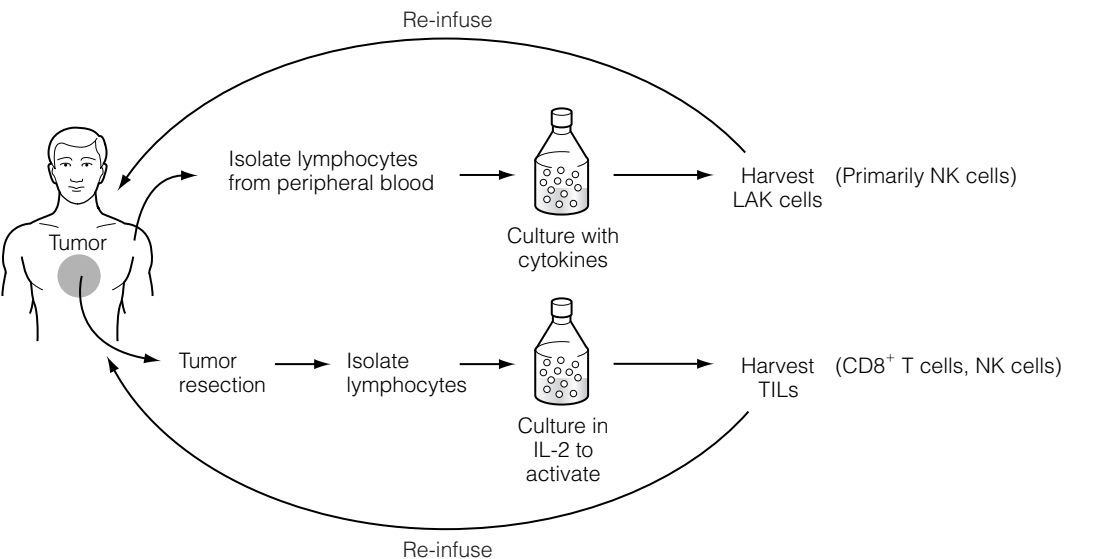 Re-infuse
Isolate lymphocytes
from peripheral blood
Culture with
cytokines
Harvest
LAK cells
(Primarily NK cells)
Tumor
Tumor
resection
Isolate
lymphocytes
Culture in
IL-2 to
activate
Harvest
TILs
(CD8⁺ T cells, NK cells)
Re-infuse